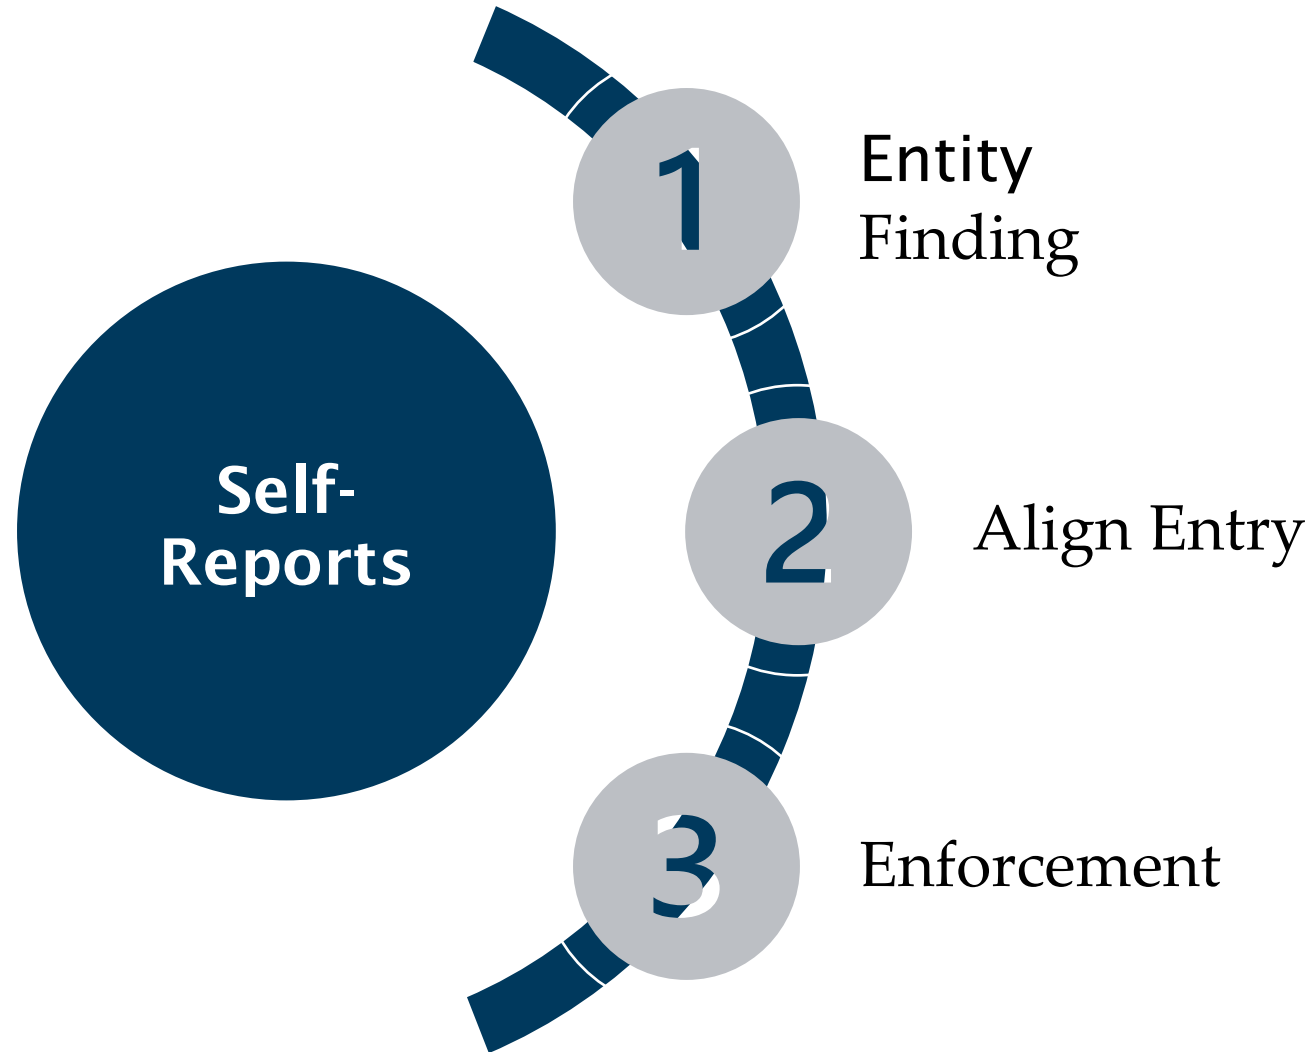 Self-
Reports
1
Entity
Finding
2
Align Entry
3
Enforcement